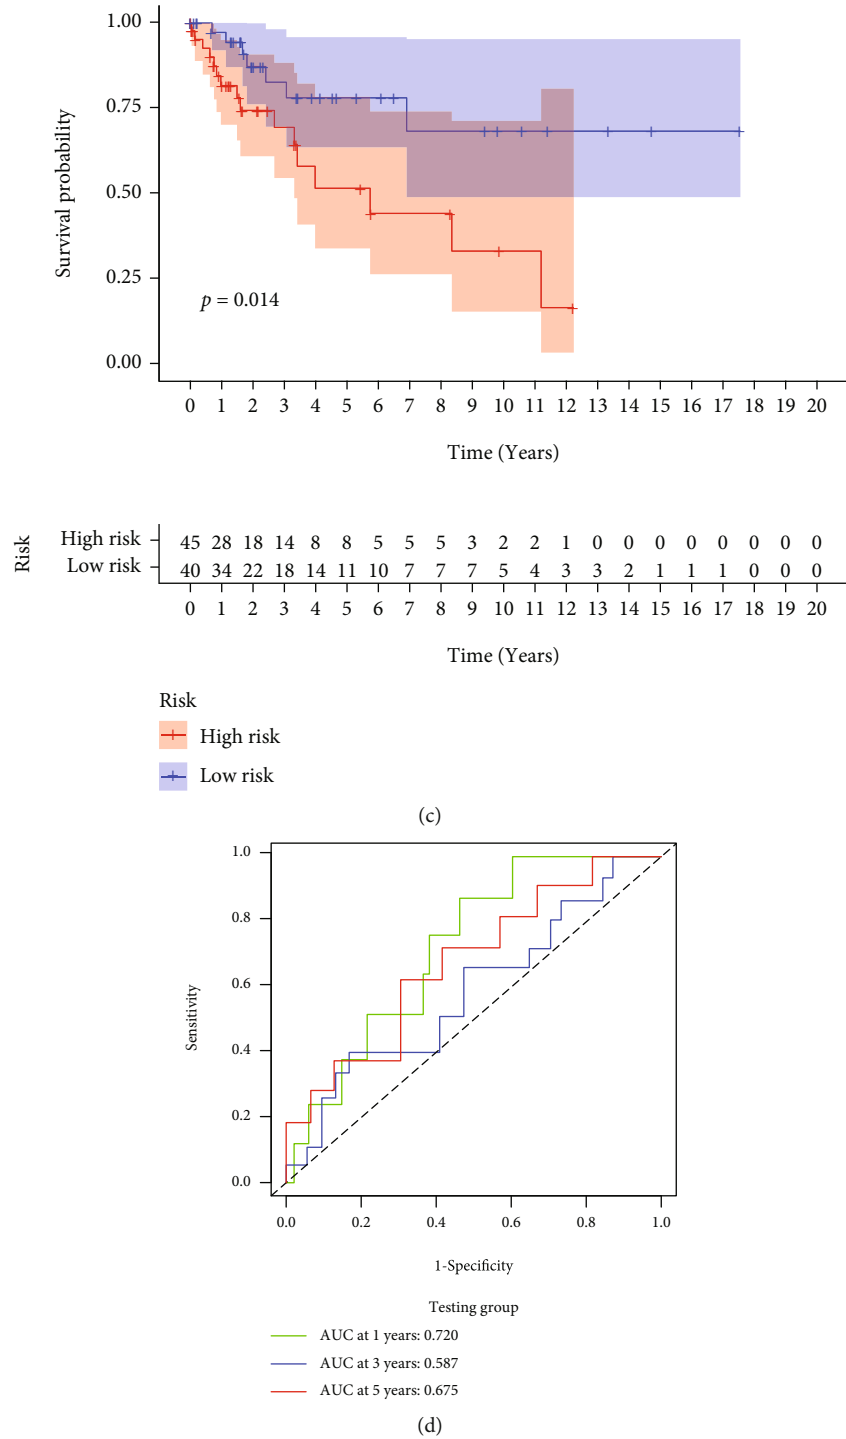 1.00
0.75
0.50
0.25
0.00
Survival probability
p = 0.014
0 1 2 3 4 5 6 7 8 9 10 11 12 13 14 15 16 17 18 19 20
Time (Years)
Risk
High risk 45 28 18 14 8 8 5 5 5 3 2 2 1 0 0 0 0 0 0 0 0
Low risk 40 34 22 18 14 11 10 7 7 7 5 4 3 3 2 1 1 1 0 0 0
0 1 2 3 4 5 6 7 8 9 10 11 12 13 14 15 16 17 18 19 20
Time (Years)
Risk
High risk
Low risk
(c)
1.0
0.8
0.6
0.4
0.2
0.0
Sensitivity
0.0 0.2 0.4 0.6 0.8 1.0
1-Specificity
Testing group
AUC at 1 years: 0.720
AUC at 3 years: 0.587
AUC at 5 years: 0.675
(d)